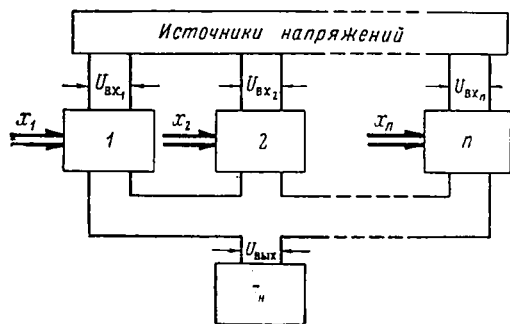 Источники напряжений
Uвх1 Uвх2 Uвхn
x1 1 x2 2 xn n
Uвых
н